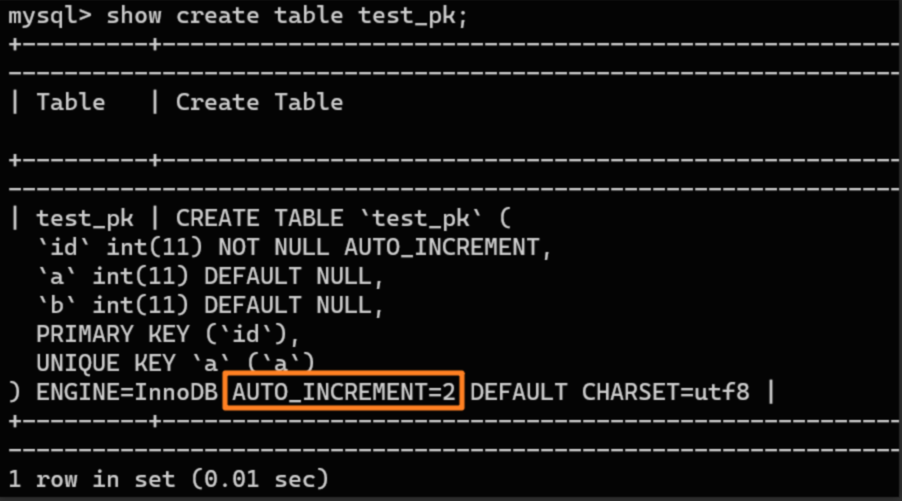 mysql> show create table test_pk;
+---------+----------------------------------------------------
---------------------------------------------------------------
| Table   | Create Table
+---------+----------------------------------------------------
---------------------------------------------------------------
| test_pk | CREATE TABLE `test_pk` (
  `id` int(11) NOT NULL AUTO_INCREMENT,
  `a` int(11) DEFAULT NULL,
  `b` int(11) DEFAULT NULL,
  PRIMARY KEY (`id`),
  UNIQUE KEY `a` (`a`)
) ENGINE=InnoDB AUTO_INCREMENT=2 DEFAULT CHARSET=utf8 |
+---------+----------------------------------------------------
---------------------------------------------------------------
1 row in set (0.01 sec)